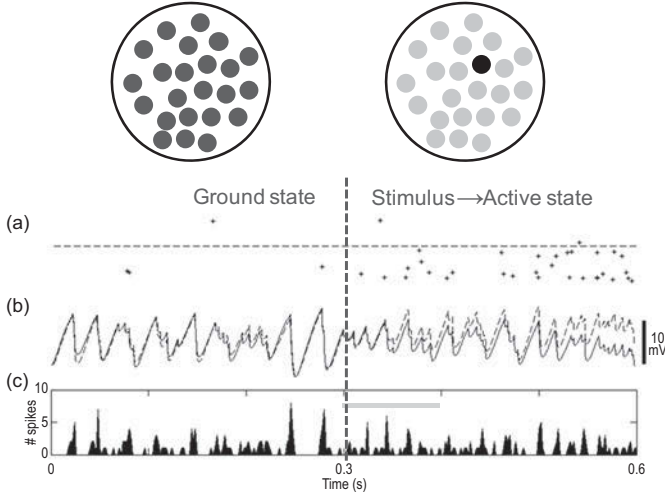 Ground state
Stimulus→Active state
(a)
(b)
10
mV
(c)
10
5
0
# spikes
0
0.3
0.6
Time (s)